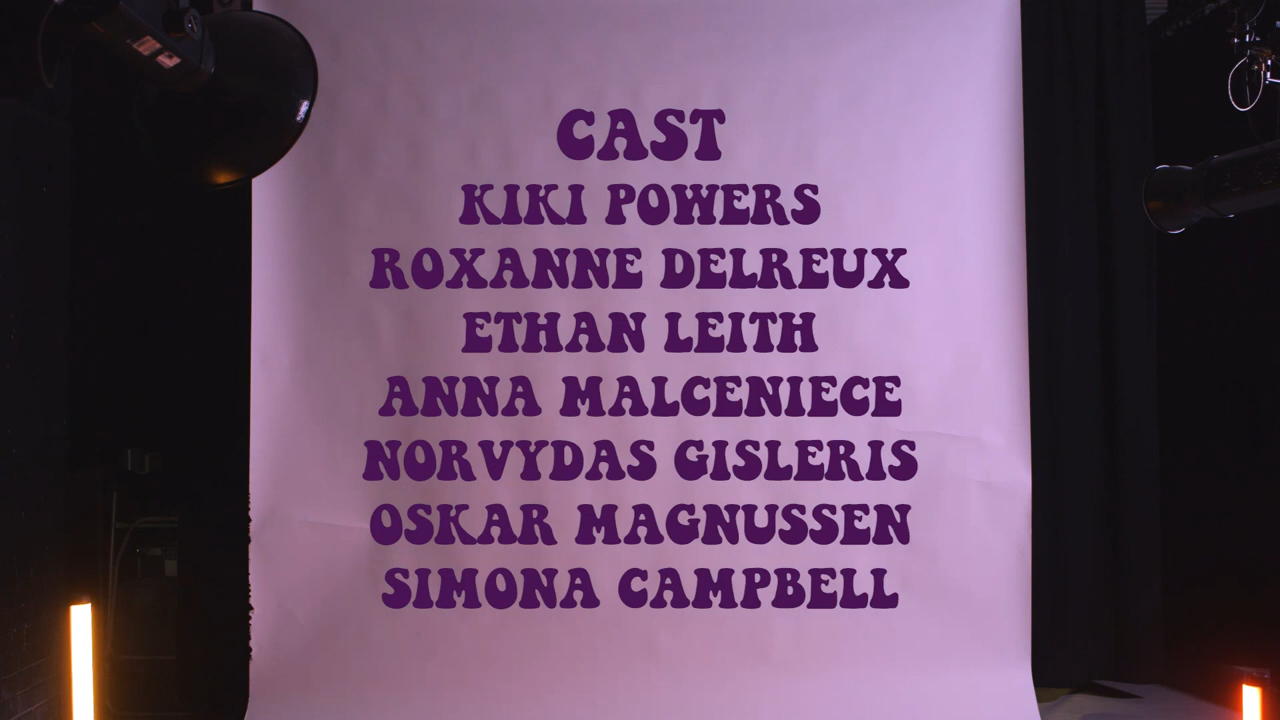 CAST
KIKI POWERS
ROXANNE DELREUX
ETHAN LEITH
ANNA MALCENIECE
NORVYDAS GISLERIS
OSKAR MAGNUSSEN
SIMONA CAMPBELL